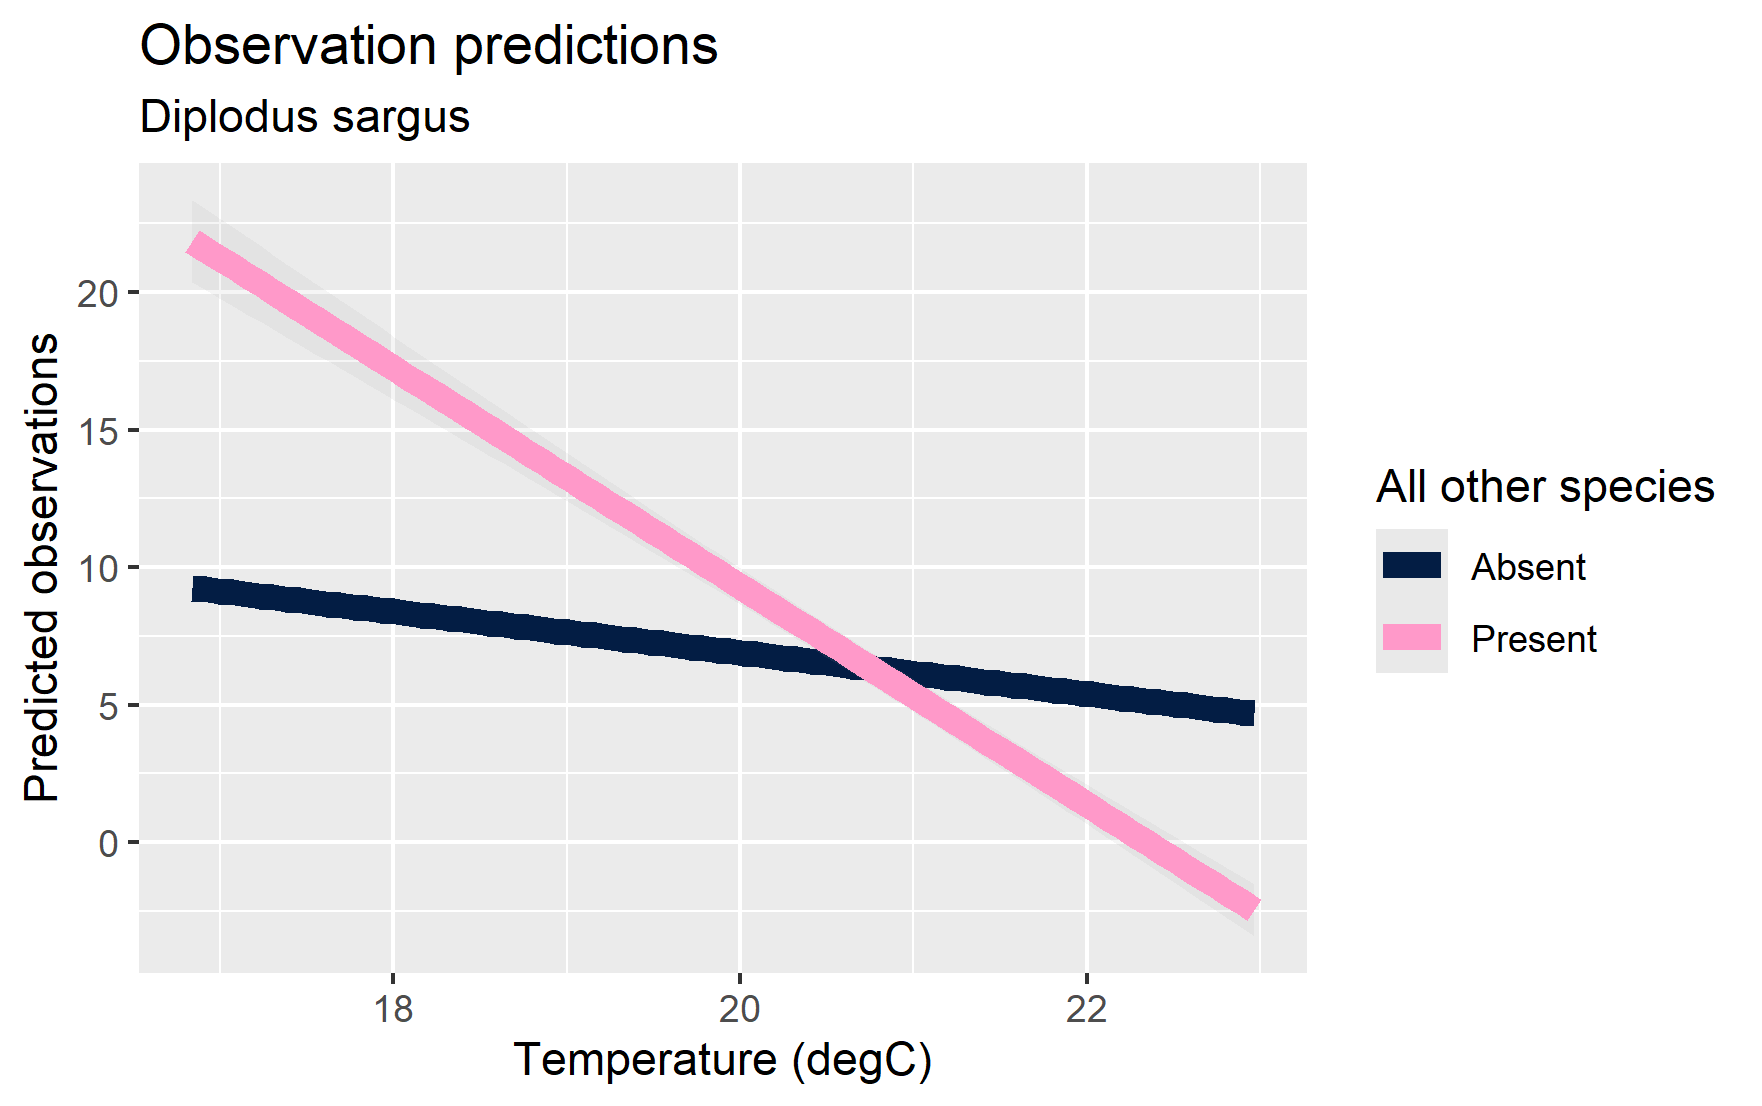 Observation predictions
Diplodus sargus
Predicted observations
20
15
10
5
0
18 20 22
Temperature (degC)
All other species
Absent
Present